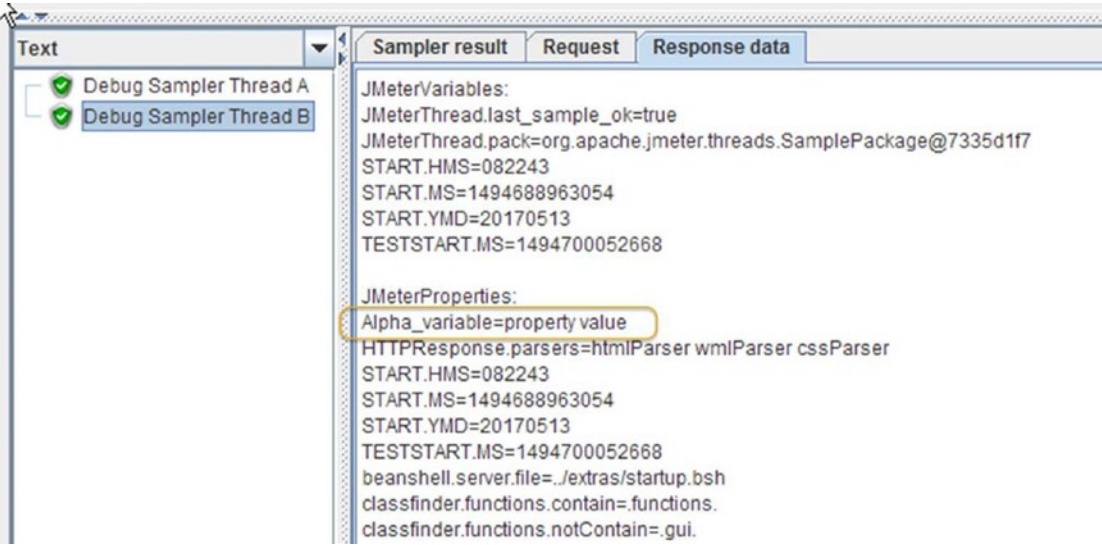 Text
Debug Sampler Thread A
Debug Sampler Thread B
Sampler result Request Response data
JMeterVariables:
JMeterThread.last_sample_ok=true
JMeterThread.pack=org.apache.jmeter.threads.SamplePackage@7335d1f7
START.HMS=082243
START.MS=1494688963054
START.YMD=20170513
TESTSTART.MS=1494700052668
JMeterProperties:
Alpha_variable=property value
HTTPResponse.parsers=htmlParser wmlParser cssParser
START.HMS=082243
START.MS=1494688963054
START.YMD=20170513
TESTSTART.MS=1494700052668
beanshell.server.file=../extras/startup.bsh
classfinder.functions.contain=.functions.
classfinder.functions.notContain=.gui.